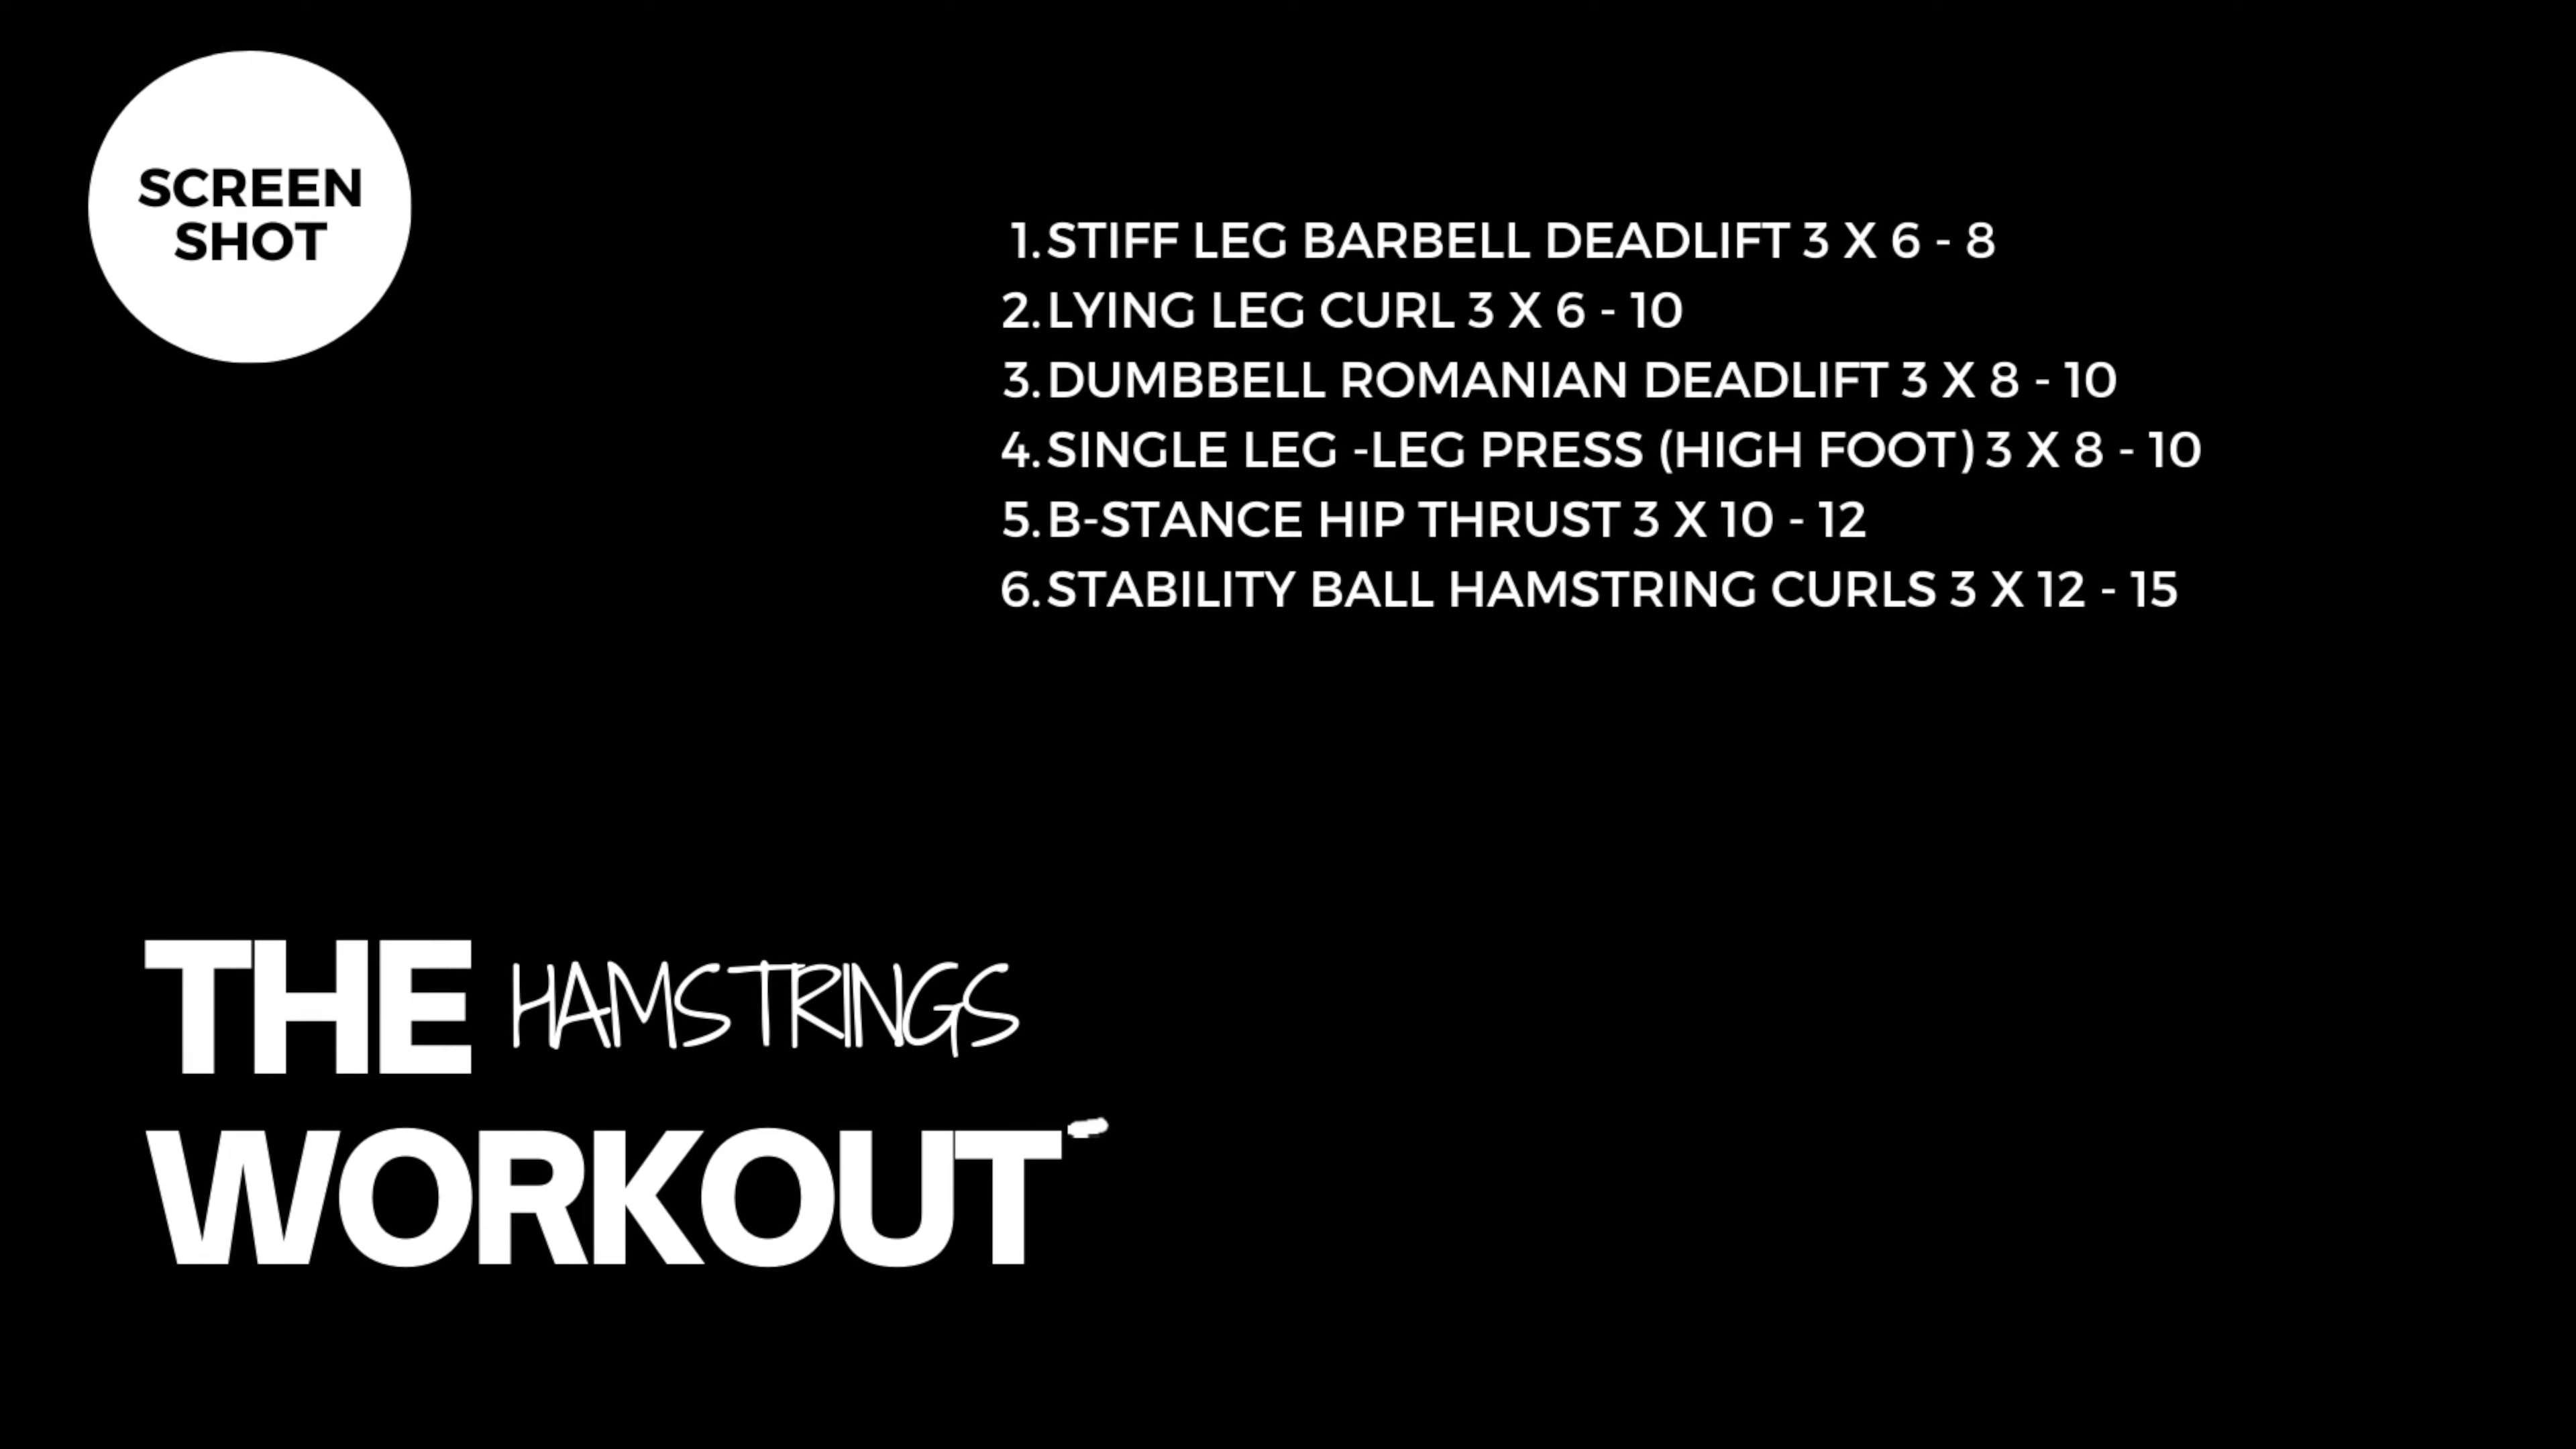 SCREEN
SHOT
1. STIFF LEG BARBELL DEADLIFT 3 X 6 - 8
2. LYING LEG CURL 3 X 6 - 10
3. DUMBBELL ROMANIAN DEADLIFT 3 X 8 - 10
4. SINGLE LEG -LEG PRESS (HIGH FOOT) 3 X 8 - 10
5. B-STANCE HIP THRUST 3 X 10 - 12
6. STABILITY BALL HAMSTRING CURLS 3 X 12 - 15
THE HAMSTRINGS
WORKOUT